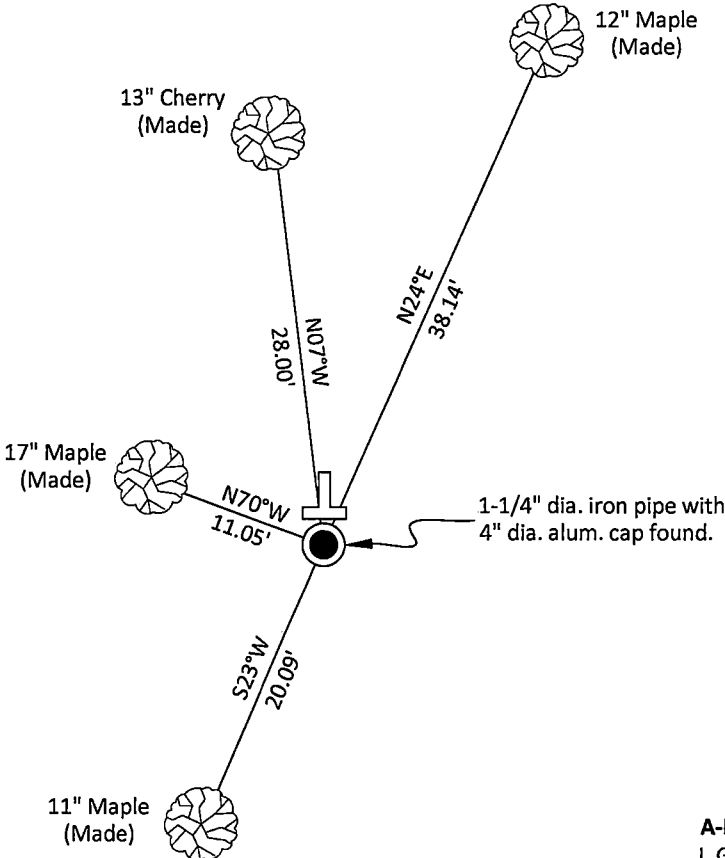 12" Maple
(Made)
13" Cherry
(Made)
N24°E
38.14'
N07°W
28.00'
17" Maple
(Made)
N70°W
11.05'
1-1/4" dia. iron pipe with
4" dia. alum. cap found.
S23°W
20.09'
11" Maple
(Made)